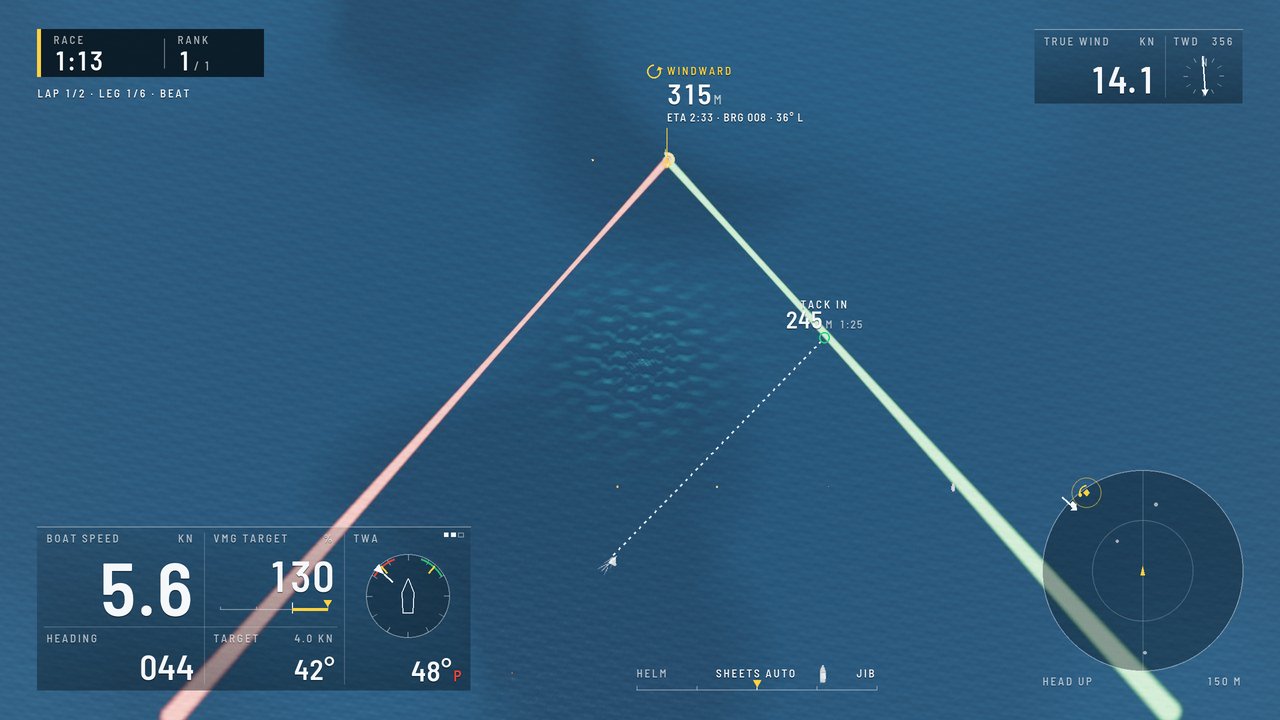 RACE
1:13
RANK
1 / 1
LAP 1/2 · LEG 1/6 · BEAT
WINDWARD
315 M
ETA 2:33 · BRG 008 · 36° L
TRUE WIND KN
14.1
TWD 356
N
TACK IN
245 M 1:25
BOAT SPEED KN
5.6
VMG TARGET %
130
TWA
HEADING
044
TARGET 4.0 KN
42°
48° P
HELM
SHEETS AUTO
JIB
HEAD UP
150 M